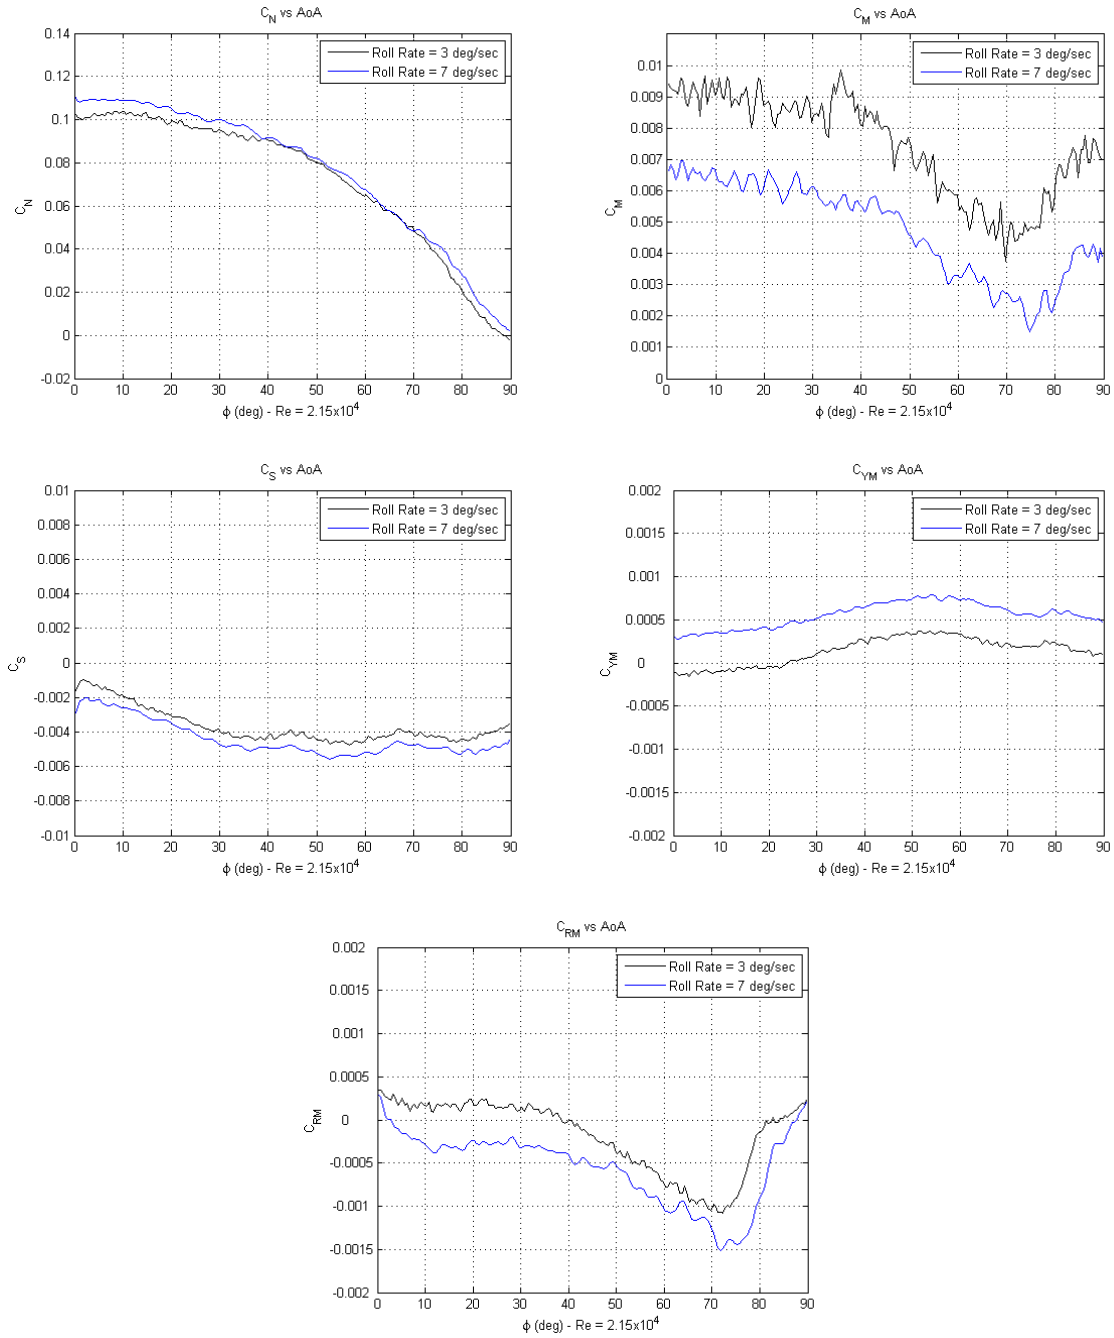 C_N vs AoA
0.14
0.12
0.1
0.08
0.06
0.04
0.02
0
-0.02
C_N
Roll Rate = 3 deg/sec
Roll Rate = 7 deg/sec
0 10 20 30 40 50 60 70 80 90
ϕ (deg) - Re = 2.15x10^4
C_M vs AoA
0.01
0.009
0.008
0.007
0.006
0.005
0.004
0.003
0.002
0.001
0
C_M
Roll Rate = 3 deg/sec
Roll Rate = 7 deg/sec
0 10 20 30 40 50 60 70 80 90
ϕ (deg) - Re = 2.15x10^4
C_S vs AoA
0.01
0.008
0.006
0.004
0.002
0
-0.002
-0.004
-0.006
-0.008
-0.01
C_S
Roll Rate = 3 deg/sec
Roll Rate = 7 deg/sec
0 10 20 30 40 50 60 70 80 90
ϕ (deg) - Re = 2.15x10^4
C_YM vs AoA
0.002
0.0015
0.001
0.0005
0
-0.0005
-0.001
-0.0015
-0.002
C_YM
Roll Rate = 3 deg/sec
Roll Rate = 7 deg/sec
0 10 20 30 40 50 60 70 80 90
ϕ (deg) - Re = 2.15x10^4
C_RM vs AoA
0.002
0.0015
0.001
0.0005
0
-0.0005
-0.001
-0.0015
-0.002
C_RM
Roll Rate = 3 deg/sec
Roll Rate = 7 deg/sec
0 10 20 30 40 50 60 70 80 90
ϕ (deg) - Re = 2.15x10^4